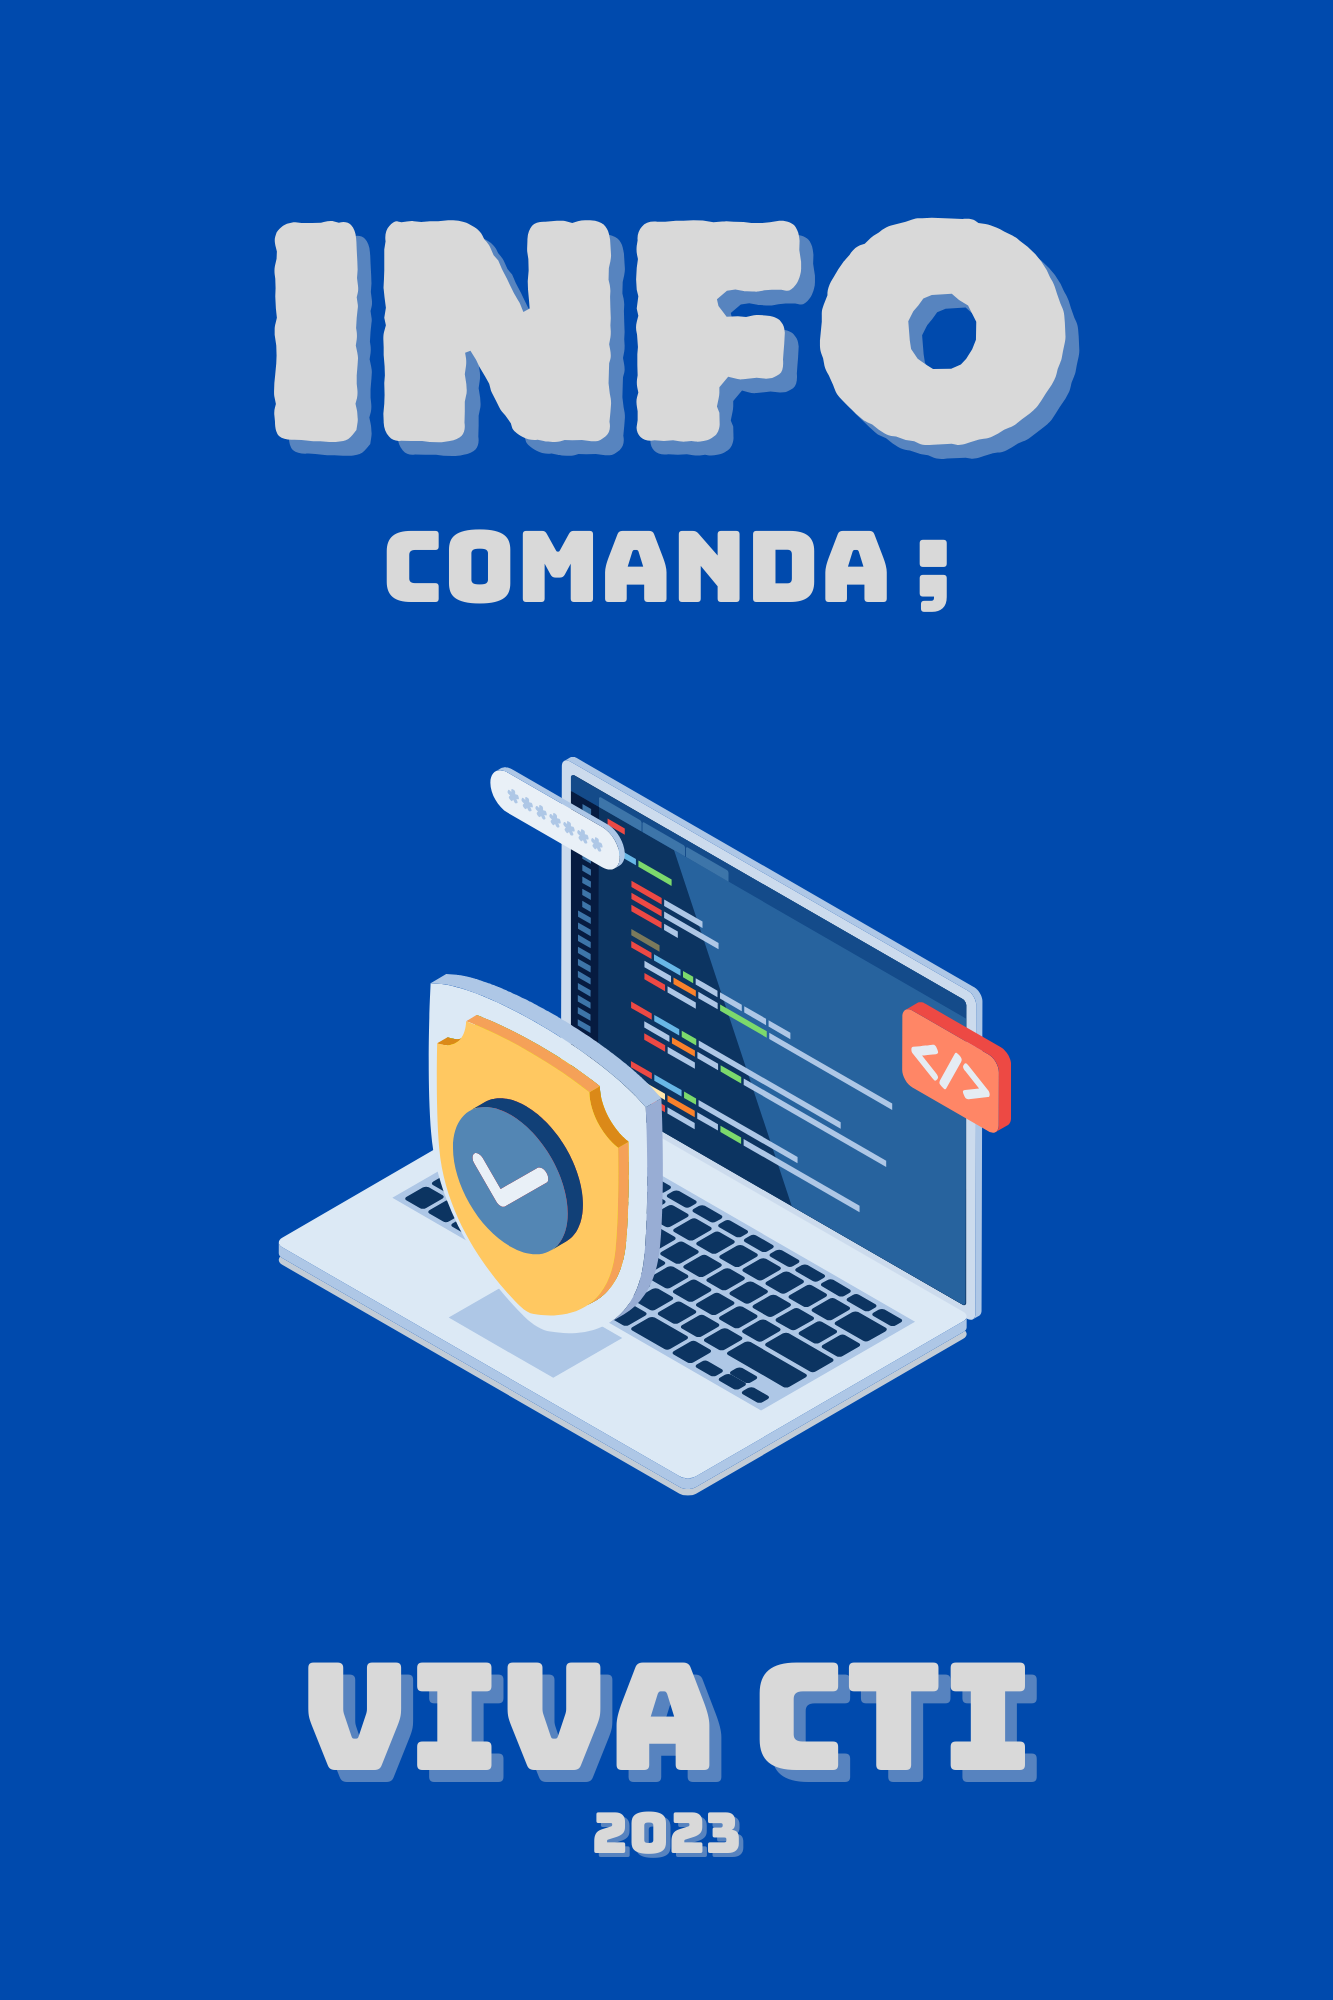 INFO
COMANDA ;
*******
</>
VIVA CTI
2023